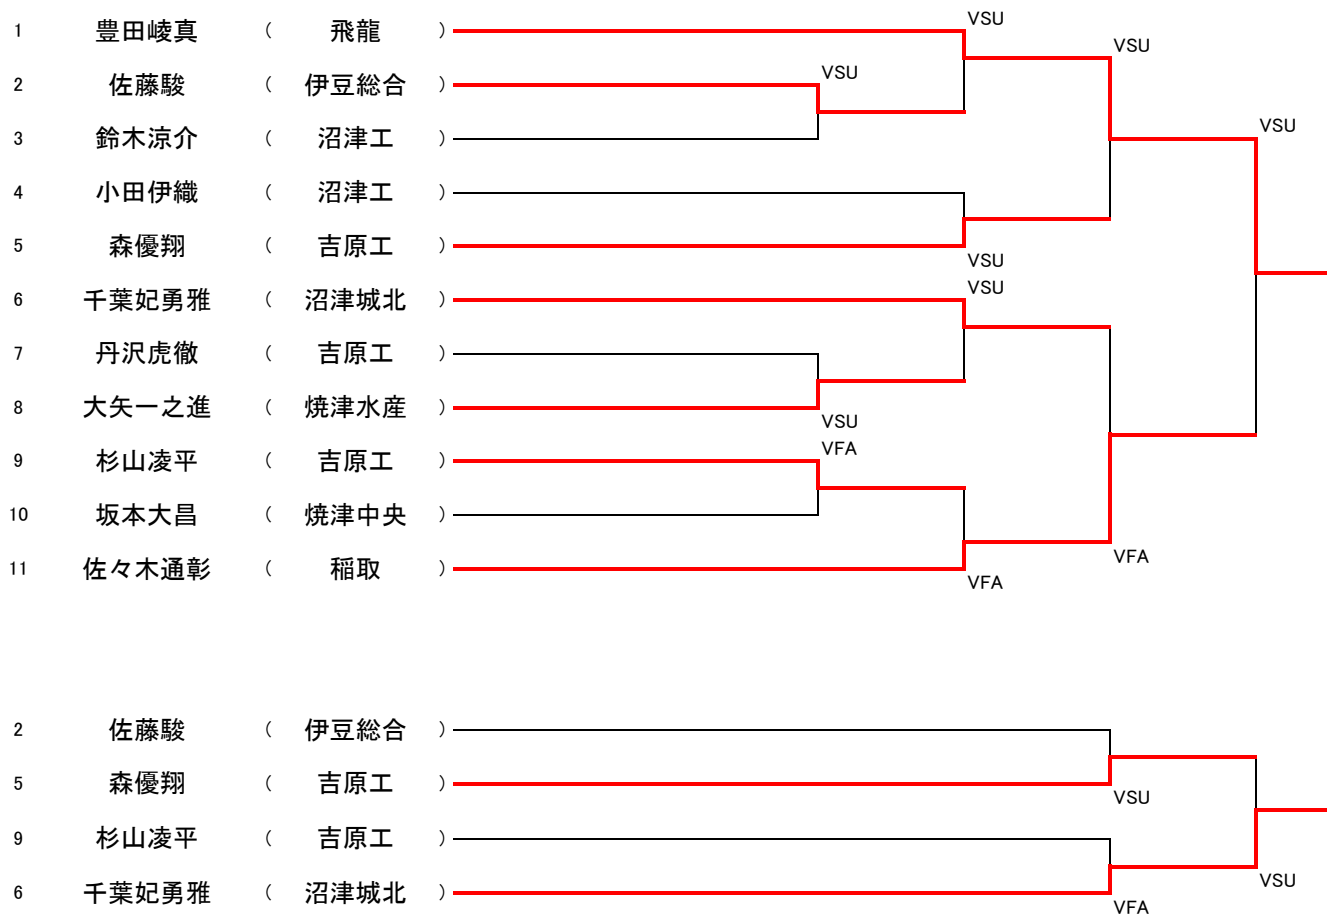 VSU
1 豊田崚真 ( 飛龍 )
VSU
2 佐藤駿 ( 伊豆総合 ) VSU
VSU
3 鈴木涼介 ( 沼津工 )
4 小田伊織 ( 沼津工 )
5 森優翔 ( 吉原工 )
VSU
VSU
6 千葉妃勇雅 ( 沼津城北 )
7 丹沢虎徹 ( 吉原工 )
8 大矢一之進 ( 焼津水産 )
VSU
VFA
9 杉山凌平 ( 吉原工 )
10 坂本大昌 ( 焼津中央 )
VFA
11 佐々木通彰 ( 稲取 )
VFA
2 佐藤駿 ( 伊豆総合 )
5 森優翔 ( 吉原工 )
VSU
9 杉山凌平 ( 吉原工 )
VSU
6 千葉妃勇雅 ( 沼津城北 )
VFA